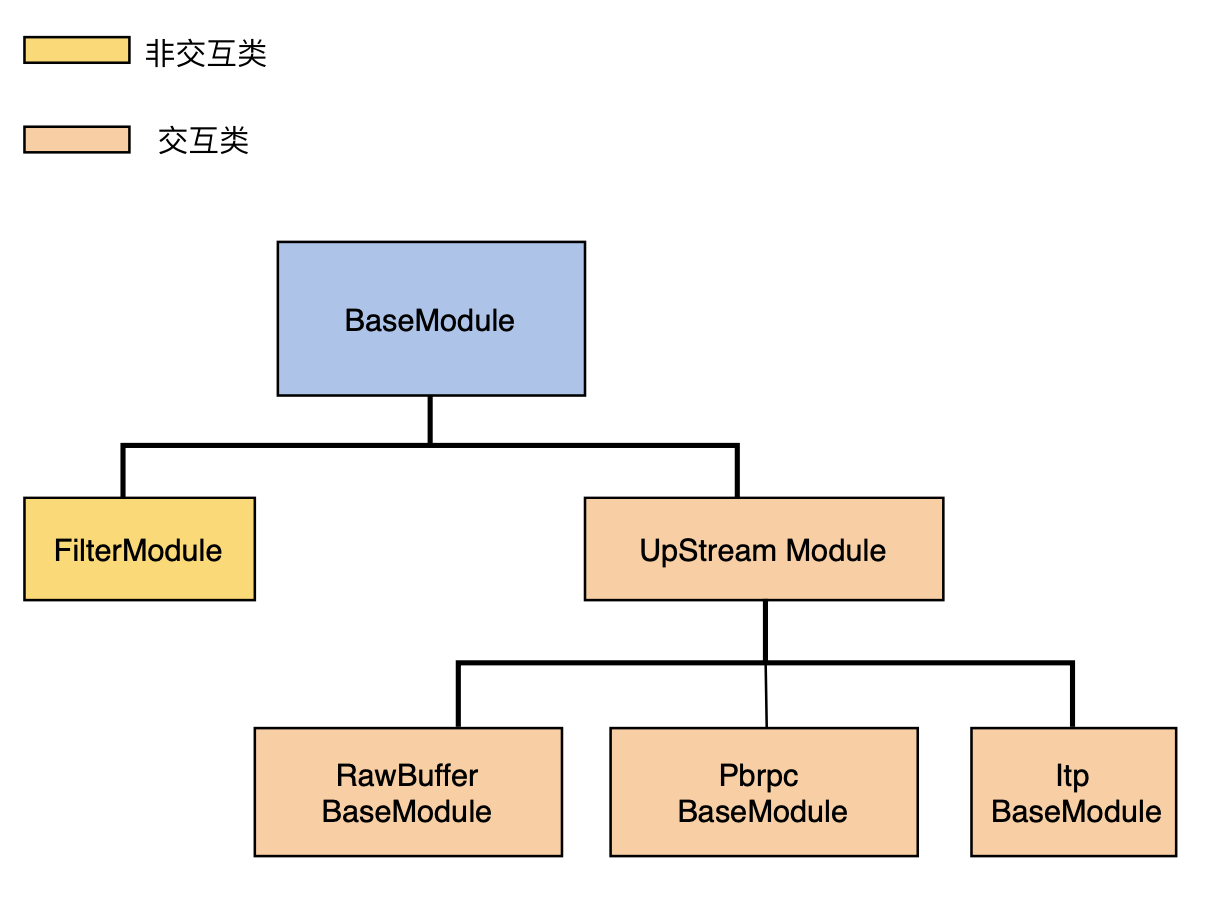 非交互类
交互类
BaseModule
FilterModule
UpStream Module
RawBuffer
BaseModule
Pbrpc
BaseModule
Itp
BaseModule